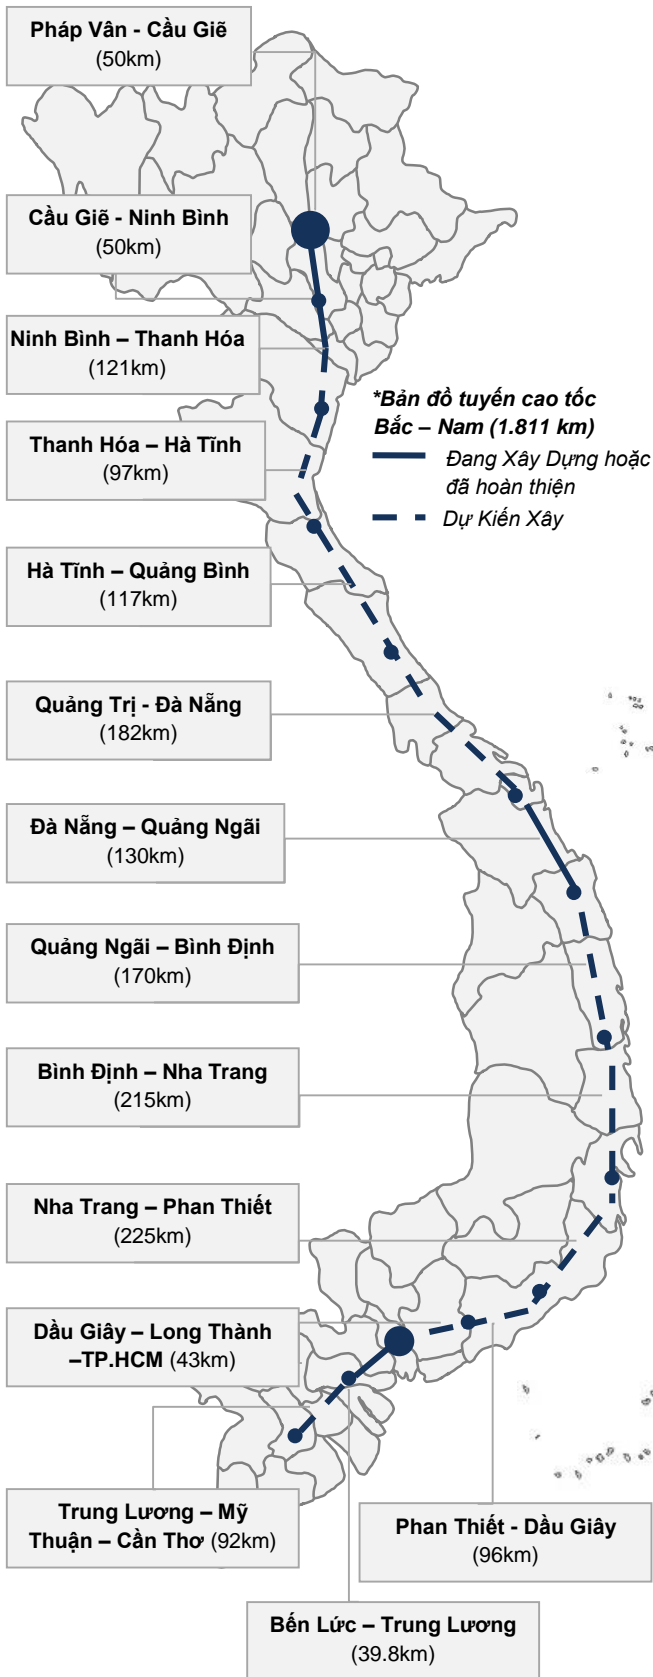 Pháp Vân - Cầu Giẽ
(50km)
Cầu Giẽ - Ninh Bình
(50km)
Ninh Bình – Thanh Hóa
(121km)
*Bản đồ tuyến cao tốc
Bắc – Nam (1.811 km)
Đang Xây Dựng hoặc
đã hoàn thiện
Dự Kiến Xây
Thanh Hóa – Hà Tĩnh
(97km)
Hà Tĩnh – Quảng Bình
(117km)
Quảng Trị - Đà Nẵng
(182km)
Đà Nẵng – Quảng Ngãi
(130km)
Quảng Ngãi – Bình Định
(170km)
Bình Định – Nha Trang
(215km)
Nha Trang – Phan Thiết
(225km)
Dầu Giây – Long Thành
–TP.HCM (43km)
Trung Lương – Mỹ
Thuận – Cần Thơ (92km)
Phan Thiết - Dầu Giây
(96km)
Bến Lức – Trung Lương
(39.8km)